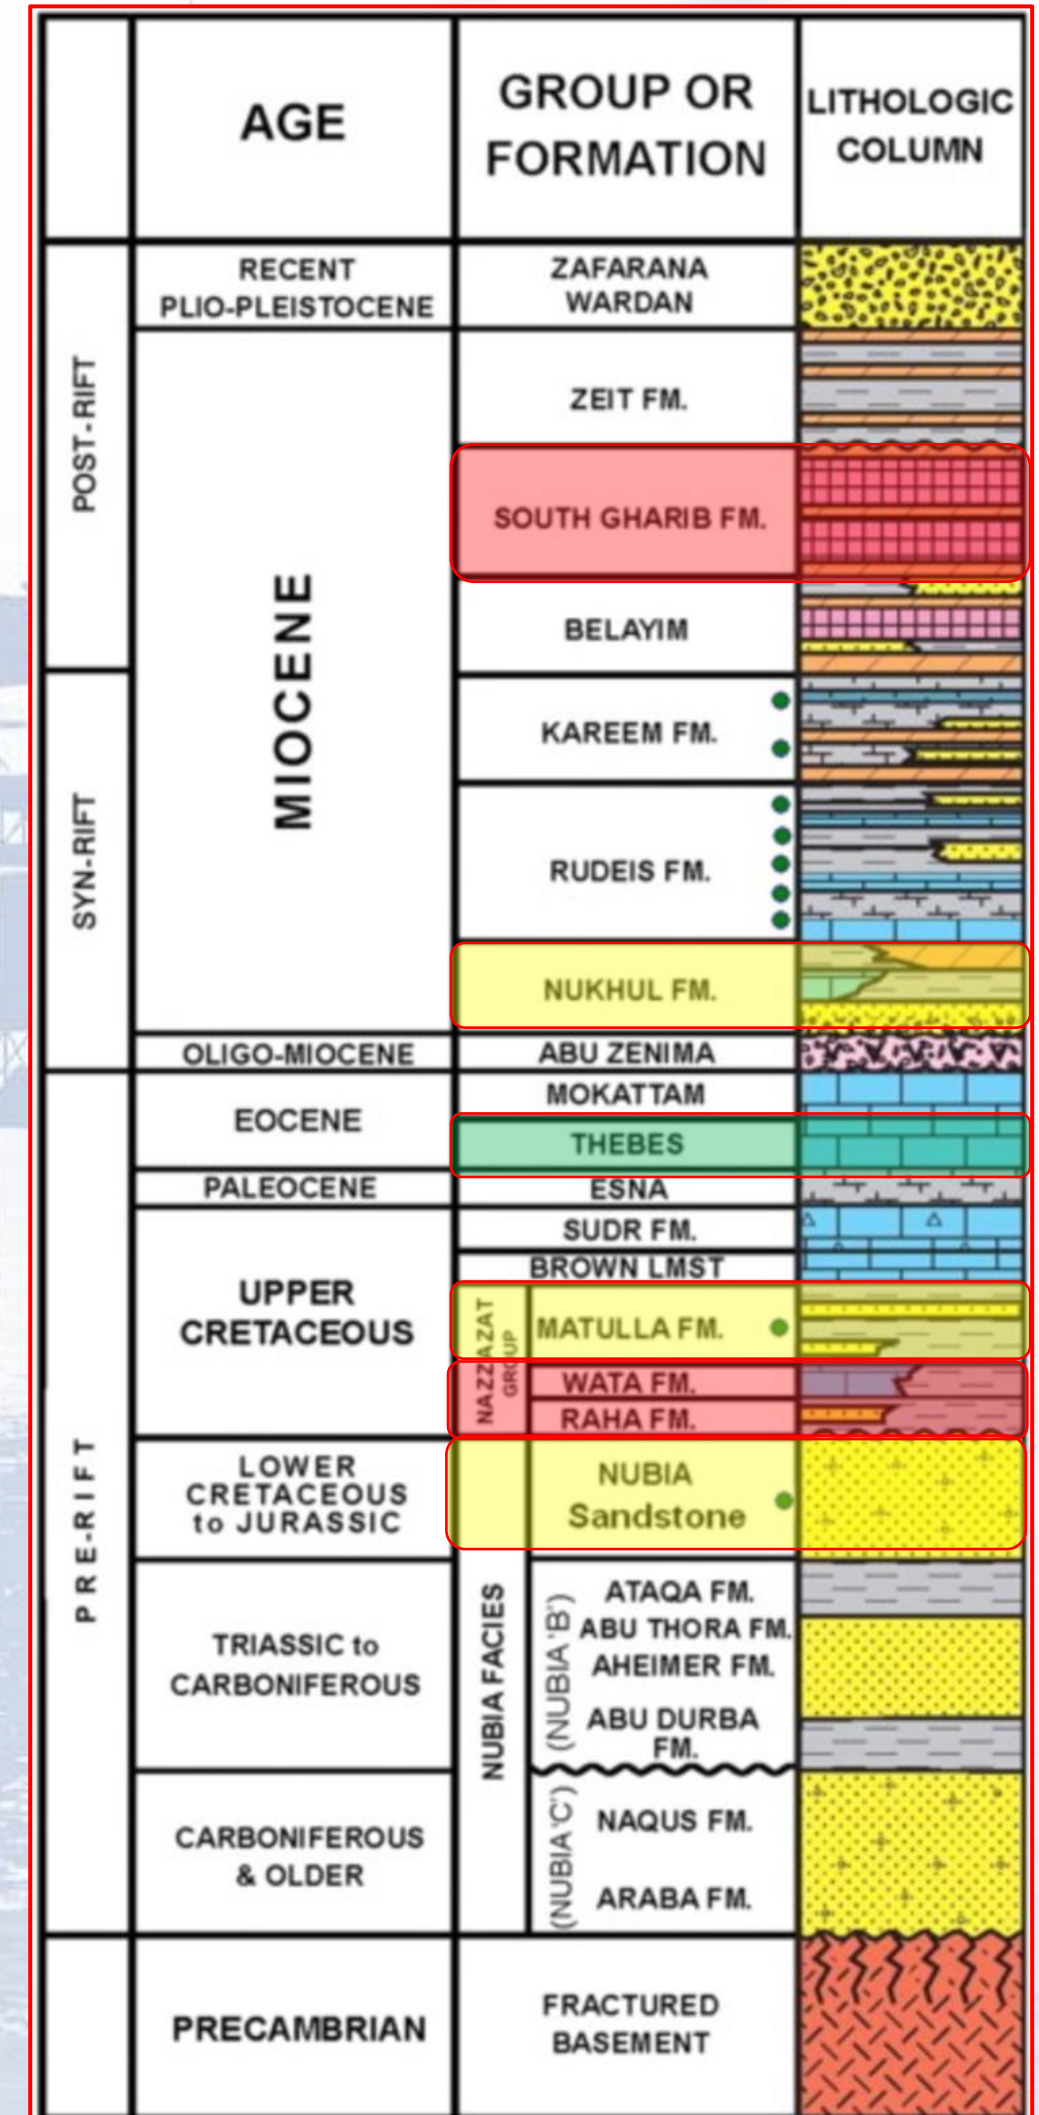 AGE
GROUP OR
FORMATION
LITHOLOGIC
COLUMN
POST-RIFT
RECENT
PLIO-PLEISTOCENE
ZAFARANA
WARDAN
MIOCENE
ZEIT FM.
SOUTH GHARIB FM.
BELAYIM
SYN-RIFT
KAREEM FM.
RUDEIS FM.
NUKHUL FM.
OLIGO-MIOCENE
ABU ZENIMA
PRE-RIFT
EOCENE
MOKATTAM
THEBES
PALEOCENE
ESNA
UPPER
CRETACEOUS
SUDR FM.
BROWN LMST
NAZZAZAT
GROUP
MATULLA FM.
WATA FM.
RAHA FM.
LOWER
CRETACEOUS
to JURASSIC
NUBIA FACIES
NUBIA
Sandstone
TRIASSIC to
CARBONIFEROUS
(NUBIA 'B')
ATAQA FM.
ABU THORA FM.
AHEIMER FM.
ABU DURBA
FM.
CARBONIFEROUS
& OLDER
(NUBIA 'C')
NAQUS FM.
ARABA FM.
PRECAMBRIAN
FRACTURED
BASEMENT